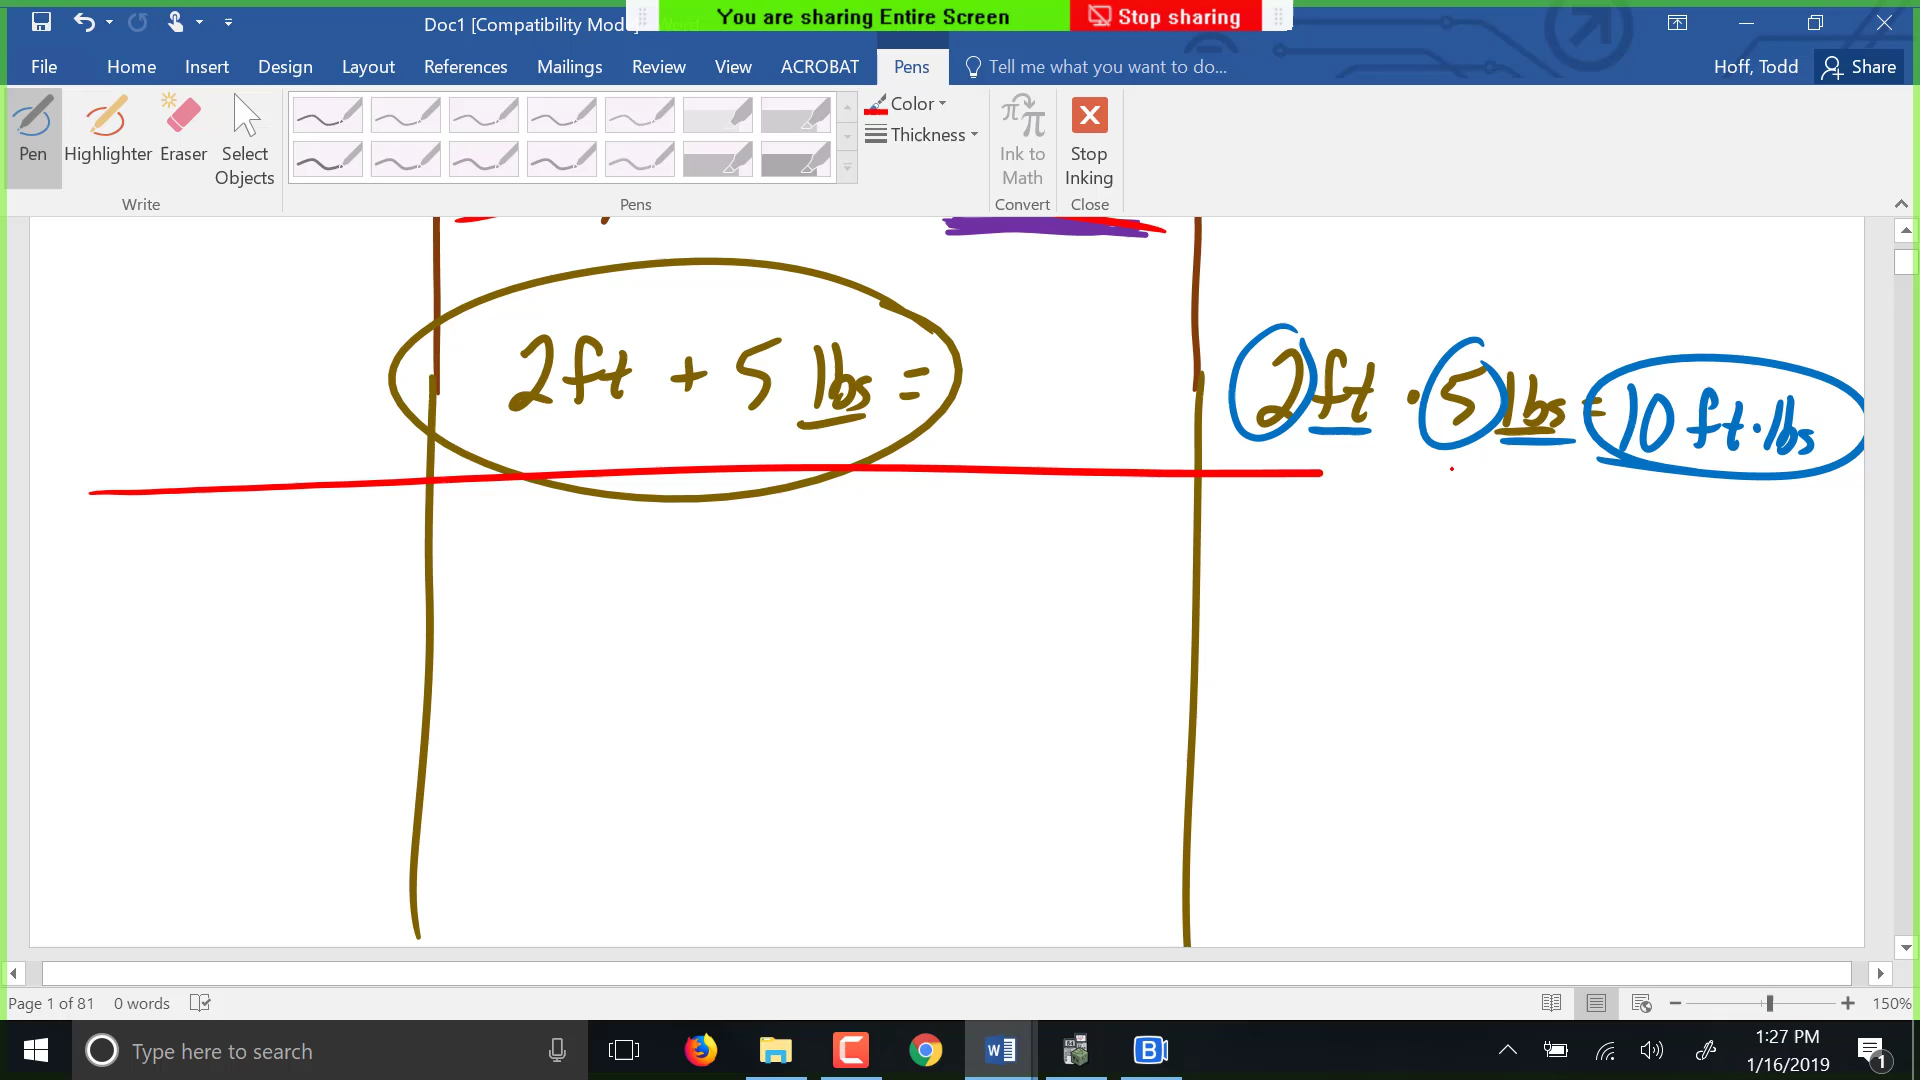 Doc1 [Compatibility Mod
You are sharing Entire Screen
Stop sharing
File Home Insert Design Layout References Mailings Review View ACROBAT Pens Tell me what you want to do... Hoff, Todd Share
Pen Highlighter Eraser Select Objects
Color
Thickness
Ink to Math
Stop Inking
Write Pens Convert Close
2ft + 5 lbs =
2ft · 5 lbs = 10 ft·lbs
Page 1 of 81 0 words 150%
Type here to search
1:27 PM
1/16/2019
1